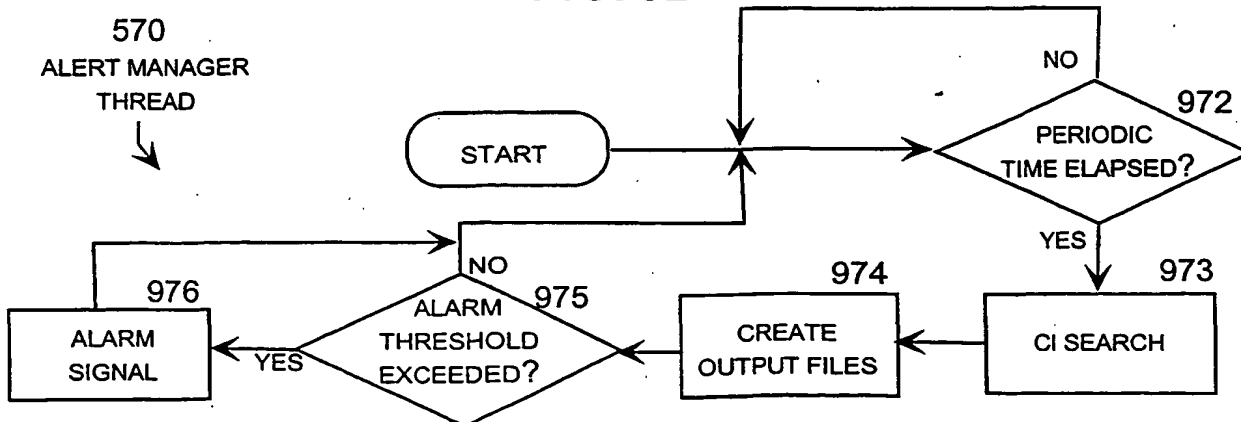 570
ALERT MANAGER
THREAD
START
NO
972
PERIODIC
TIME ELAPSED?
YES
973
CI SEARCH
974
CREATE
OUTPUT FILES
975
ALARM
THRESHOLD
EXCEEDED?
NO
YES
976
ALARM
SIGNAL